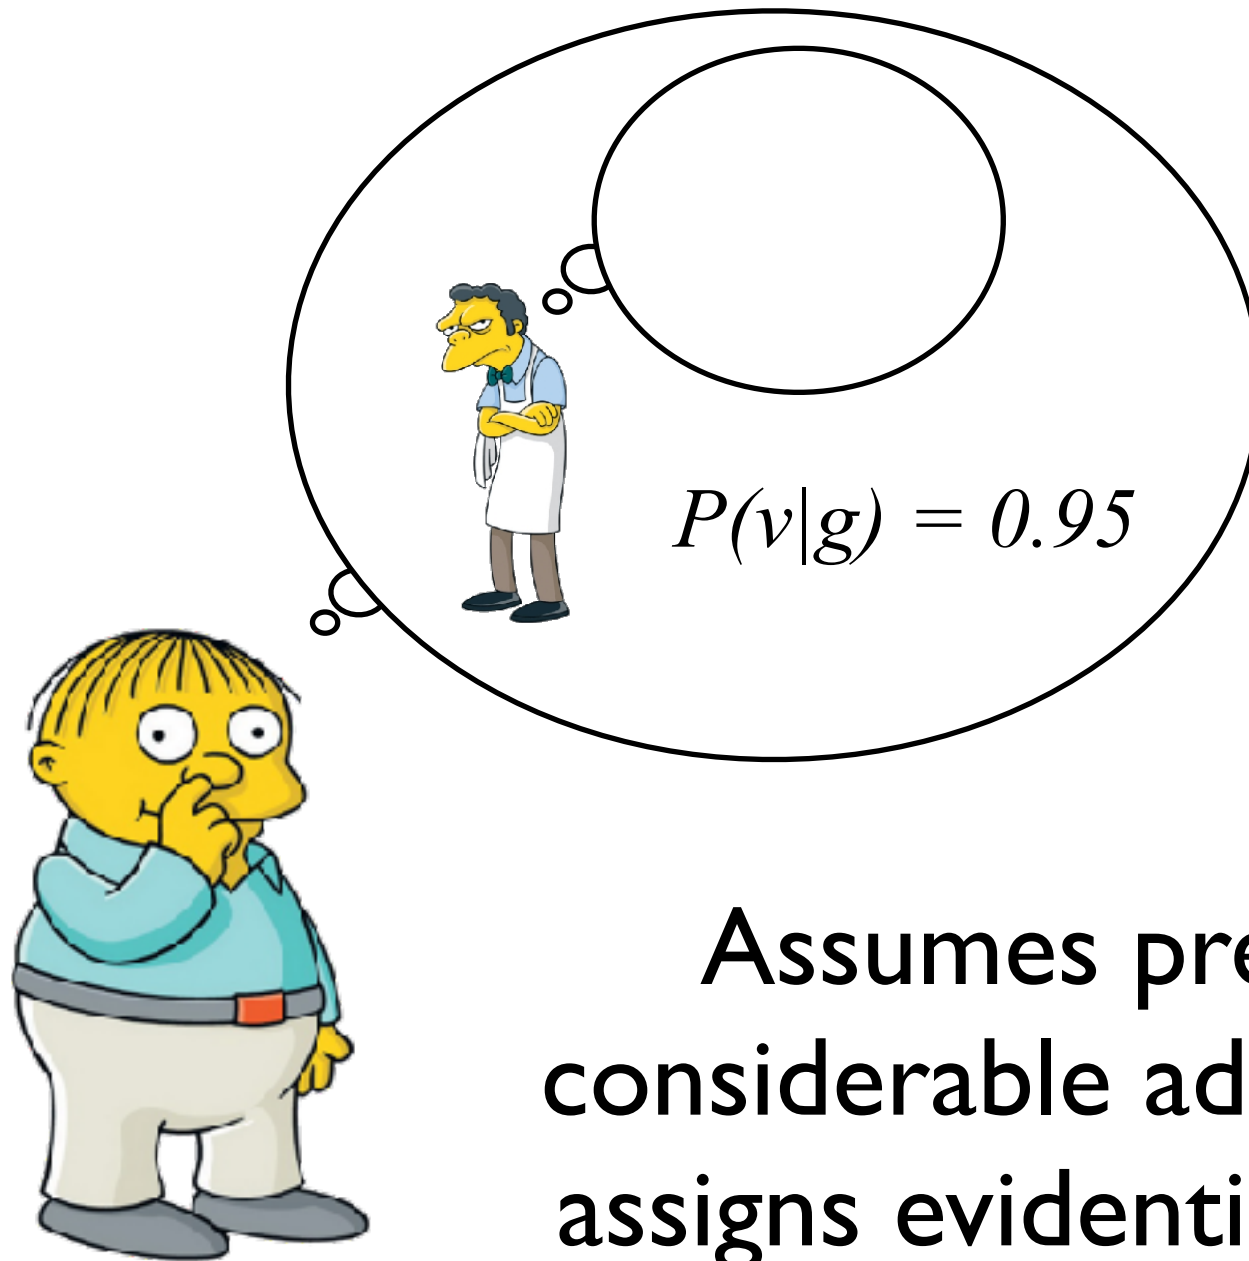 P(v|g) = 0.95
Assumes pre
considerable ad
assigns evidenti